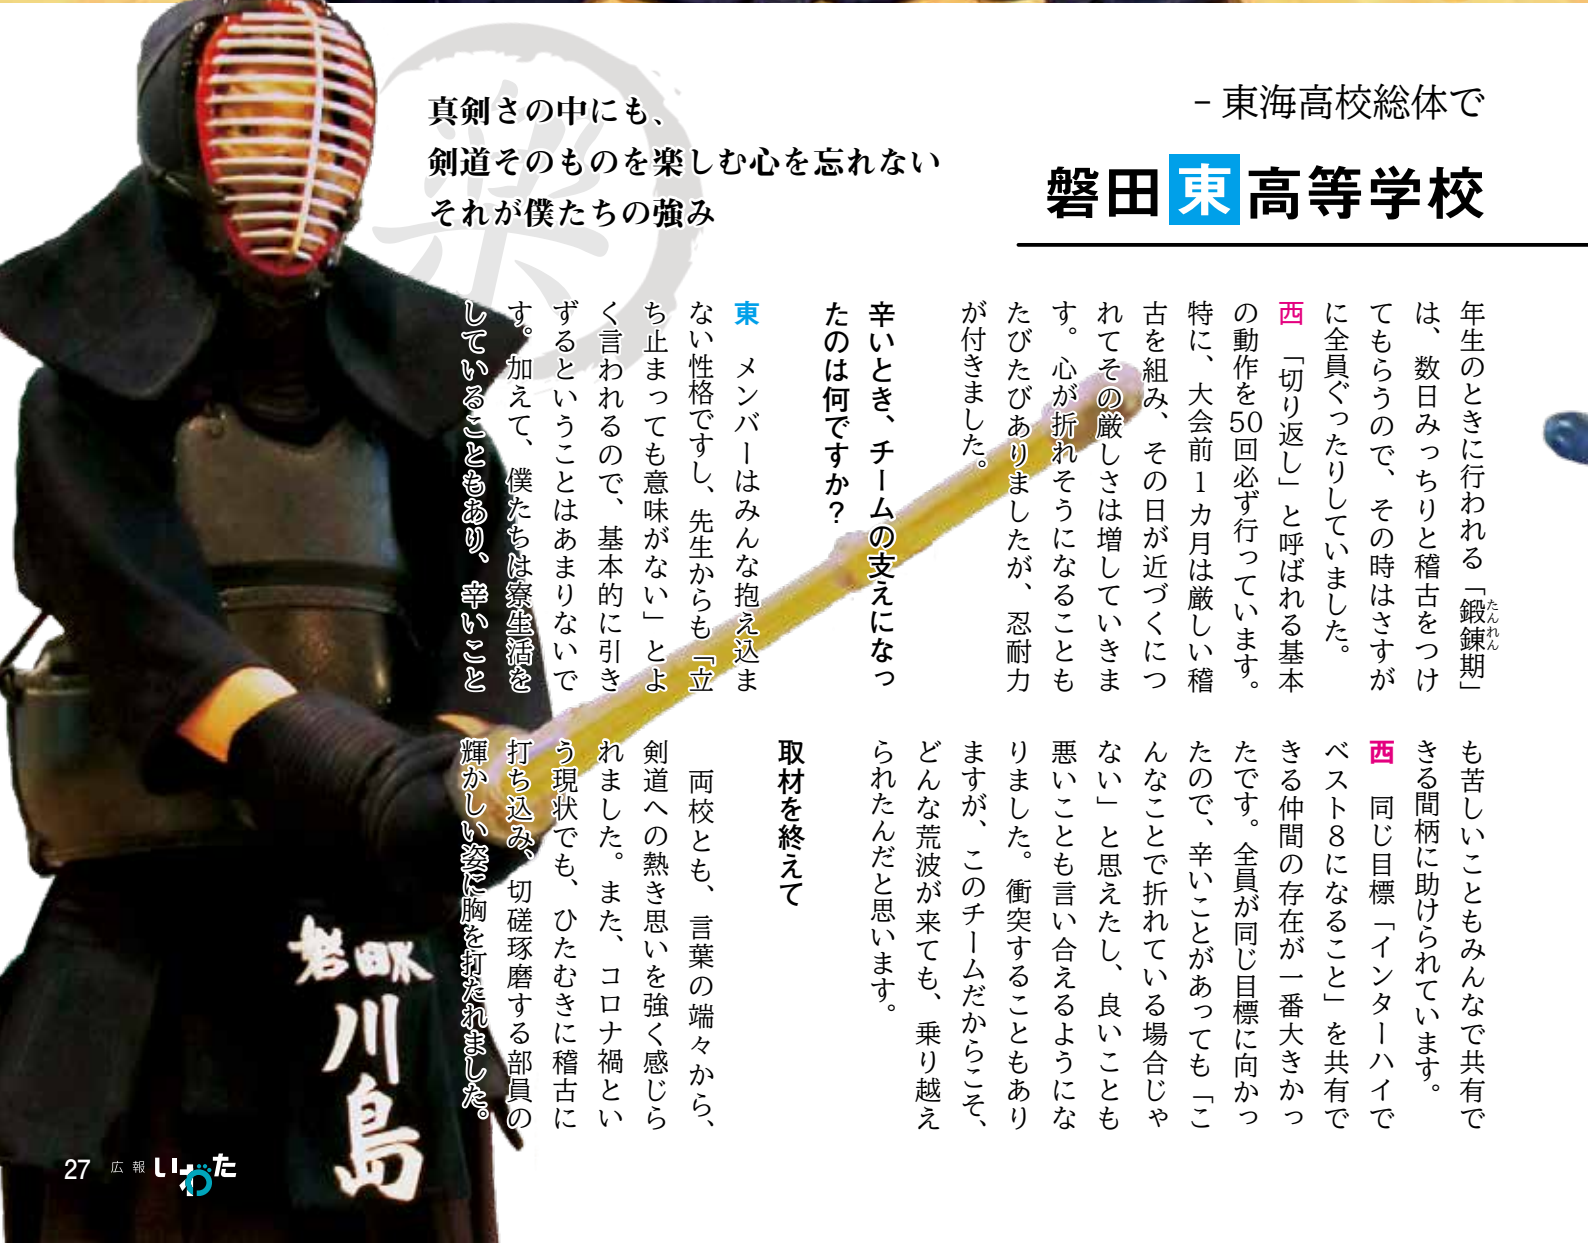 －東海高校総体で
磐田東高等学校
楽
真剣さの中にも、
剣道そのものを楽しむ心を忘れない
それが僕たちの強み
年生のときに行われる「鍛錬期」
たんれん
は、数日みっちりと稽古をつけ
てもらうので、その時はさすが
に全員ぐったりしていました。
西　「切り返し」と呼ばれる基本
の動作を50回必ず行っています。
特に、大会前１カ月は厳しい稽
古を組み、その日が近づくにつ
れてその厳しさは増していきま
す。心が折れそうになることも
たびたびありましたが、忍耐力
が付きました。
辛いとき、チームの支えになっ
たのは何ですか？
東　メンバーはみんな抱え込ま
ない性格ですし、先生からも「立
ち止まっても意味がない」とよ
く言われるので、基本的に引き
ずるということはあまりないで
す。加えて、僕たちは寮生活を
していることもあり、辛いこと
も苦しいこともみんなで共有で
きる間柄に助けられています。
西　同じ目標「インターハイで
ベスト８になること」を共有で
きる仲間の存在が一番大きかっ
たです。全員が同じ目標に向かっ
たので、辛いことがあっても「こ
んなことで折れている場合じゃ
ない」と思えたし、良いことも
悪いことも言い合えるようにな
りました。衝突することもあり
ますが、このチームだからこそ、
どんな荒波が来ても、乗り越え
られたんだと思います。
取材を終えて
両校とも、言葉の端々から、
剣道への熱き思いを強く感じら
れました。また、コロナ禍とい
う現状でも、ひたむきに稽古に
打ち込み、切磋琢磨する部員の
輝かしい姿に胸を打たれました。
川島
27 広報いわた